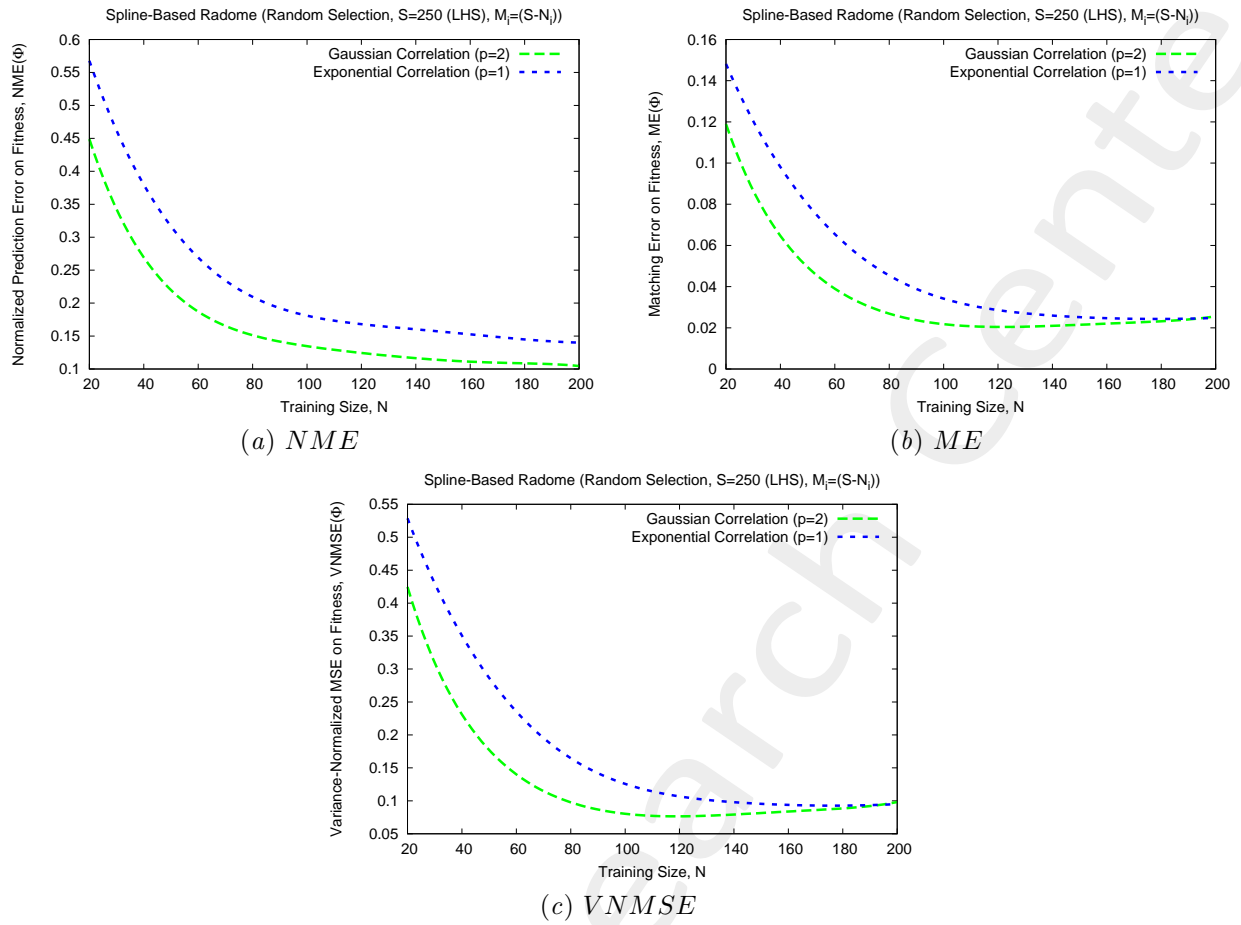 Spline-Based Radome (Random Selection, S=250 (LHS), M_i=(S-N_i))
Normalized Prediction Error on Fitness, NME(Φ)
0.6
0.55
0.5
0.45
0.4
0.35
0.3
0.25
0.2
0.15
0.1
Gaussian Correlation (p=2)
Exponential Correlation (p=1)
20 40 60 80 100 120 140 160 180 200
Training Size, N
(a) NME
Spline-Based Radome (Random Selection, S=250 (LHS), M_i=(S-N_i))
Matching Error on Fitness, ME(Φ)
0.16
0.14
0.12
0.1
0.08
0.06
0.04
0.02
0
Gaussian Correlation (p=2)
Exponential Correlation (p=1)
20 40 60 80 100 120 140 160 180 200
Training Size, N
(b) ME
Spline-Based Radome (Random Selection, S=250 (LHS), M_i=(S-N_i))
Variance-Normalized MSE on Fitness, VNMSE(Φ)
0.55
0.5
0.45
0.4
0.35
0.3
0.25
0.2
0.15
0.1
0.05
Gaussian Correlation (p=2)
Exponential Correlation (p=1)
20 40 60 80 100 120 140 160 180 200
Training Size, N
(c) VNMSE
earch Cente